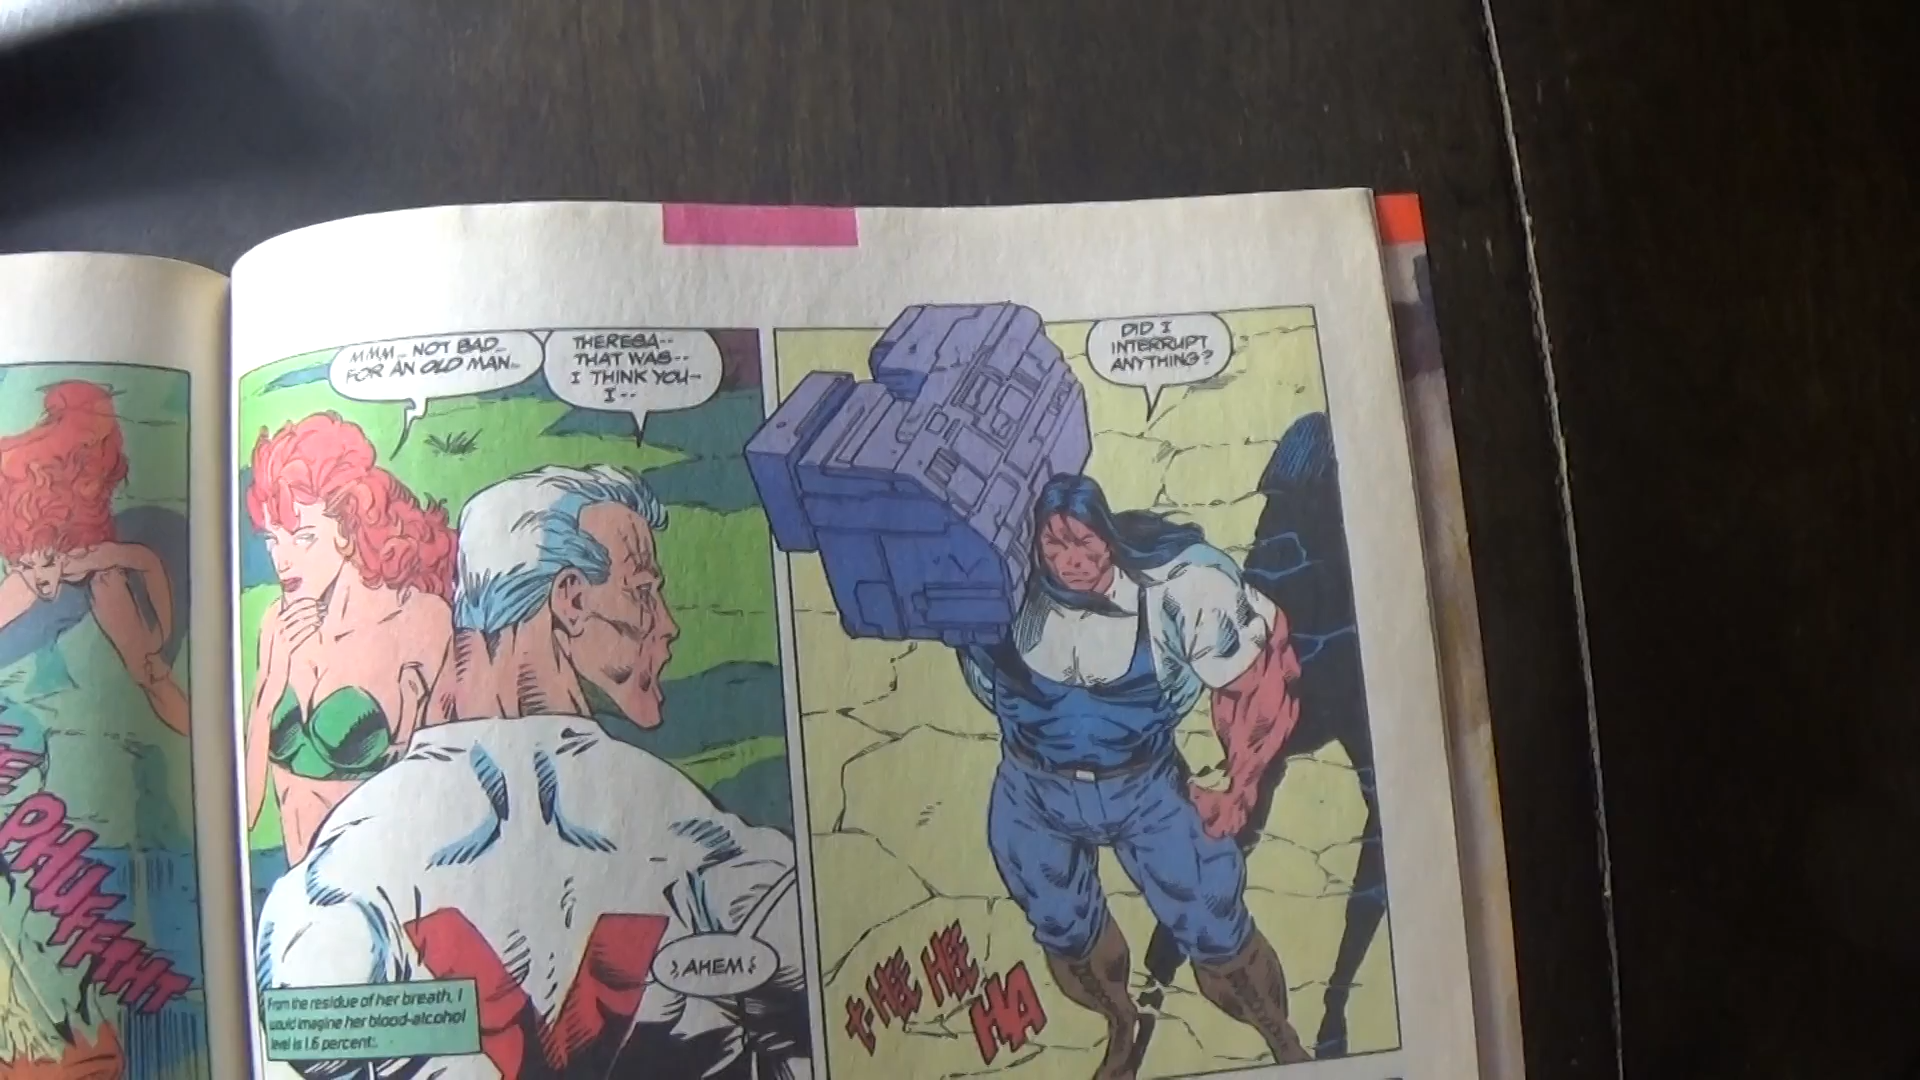 PHUFFTHT
MMM... NOT BAD...
FOR AN OLD MAN...
THERESA--
THAT WAS--
I THINK YOU--
I--
AHEM
From the residue of her breath, I
would imagine her blood-alcohol
level is 1.6 percent.
DID I
INTERRUPT
ANYTHING?
t-HEE HEE
HA